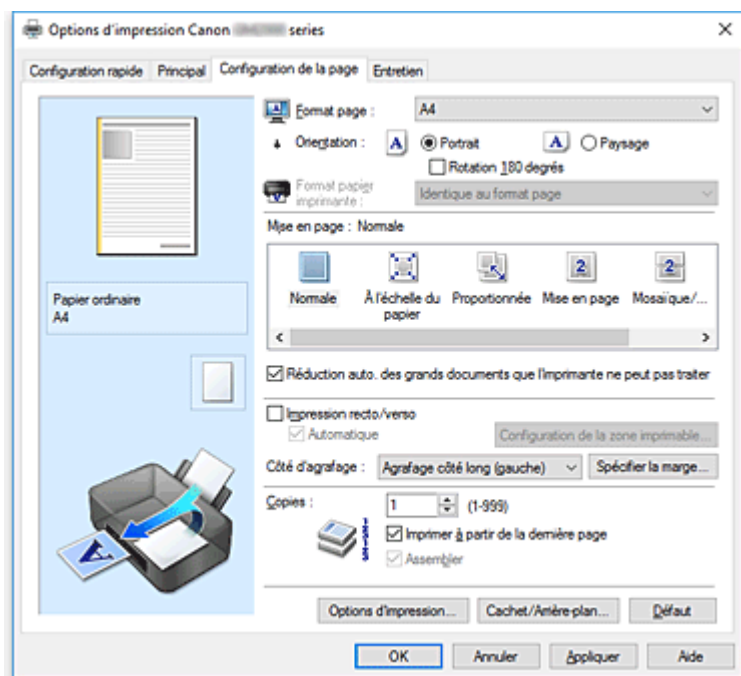 Options d'impression Canon series
Configuration rapide Principal Configuration de la page Entretien
Format page : A4
Orientation : A Portrait A Paysage
Rotation 180 degrés
Format papier imprimante : Identique au format page
Mise en page : Normale
2 2
Normale À l'échelle du papier Proportionnée Mise en page Mosaïque/...
Papier ordinaire
A4
Réduction auto. des grands documents que l'imprimante ne peut pas traiter
Impression recto/verso
Automatique Configuration de la zone imprimable...
Côté d'agrafage : Agrafage côté long (gauche) Spécifier la marge...
Copies : 1 (1-999)
Imprimer à partir de la dernière page
Assembler
A
Options d'impression... Cachet/Arrière-plan... Défaut
OK Annuler Appliquer Aide